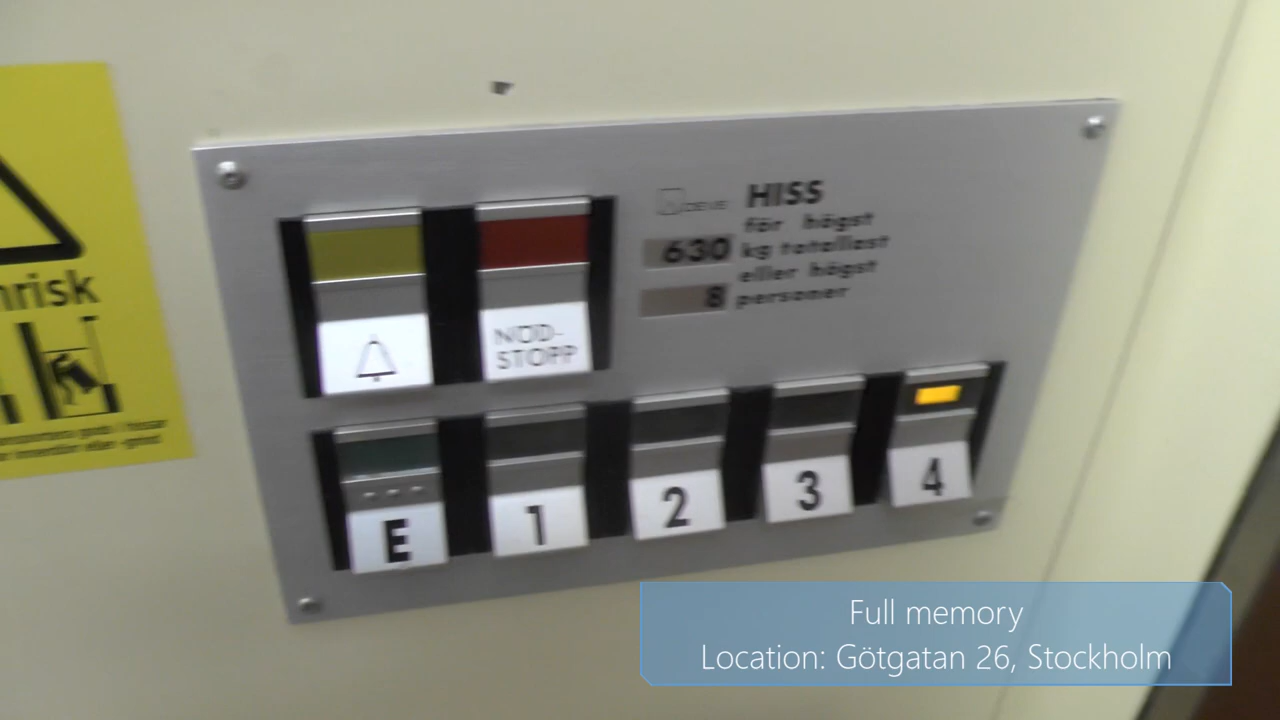 HISS
för högst
630 kg totallast
eller högst
8 personer
NÖD-
STOPP
E
1
2
3
4
Full memory
Location: Götgatan 26, Stockholm